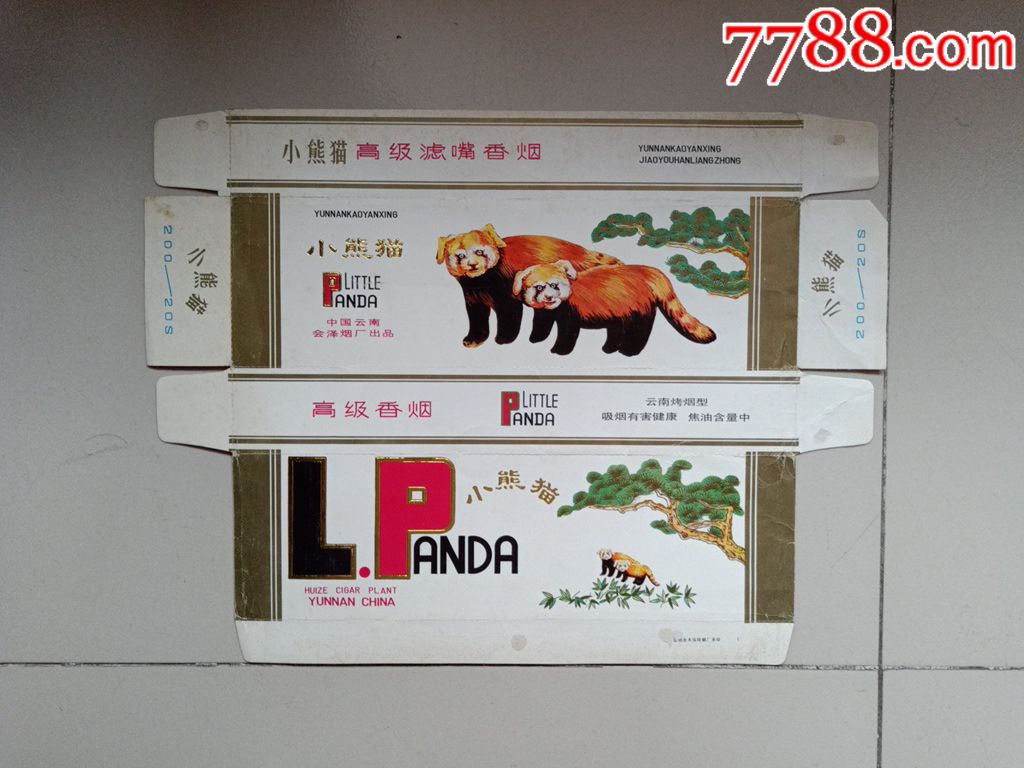 7788.com
小熊猫 高级滤嘴香烟
YUNNANKAOYANXING
JIAOYOUHANLIANGZHONG
YUNNANKAOYANXING
小熊猫
LITTLE
PANDA
中国云南
会泽烟厂出品
200—20S
小熊猫
小熊猫
200—20S
高级香烟
LITTLE
PANDA
云南烤烟型
吸烟有害健康 焦油含量中
L.PANDA
小熊猫
HUIZE CIGAR PLANT
YUNNAN CHINA